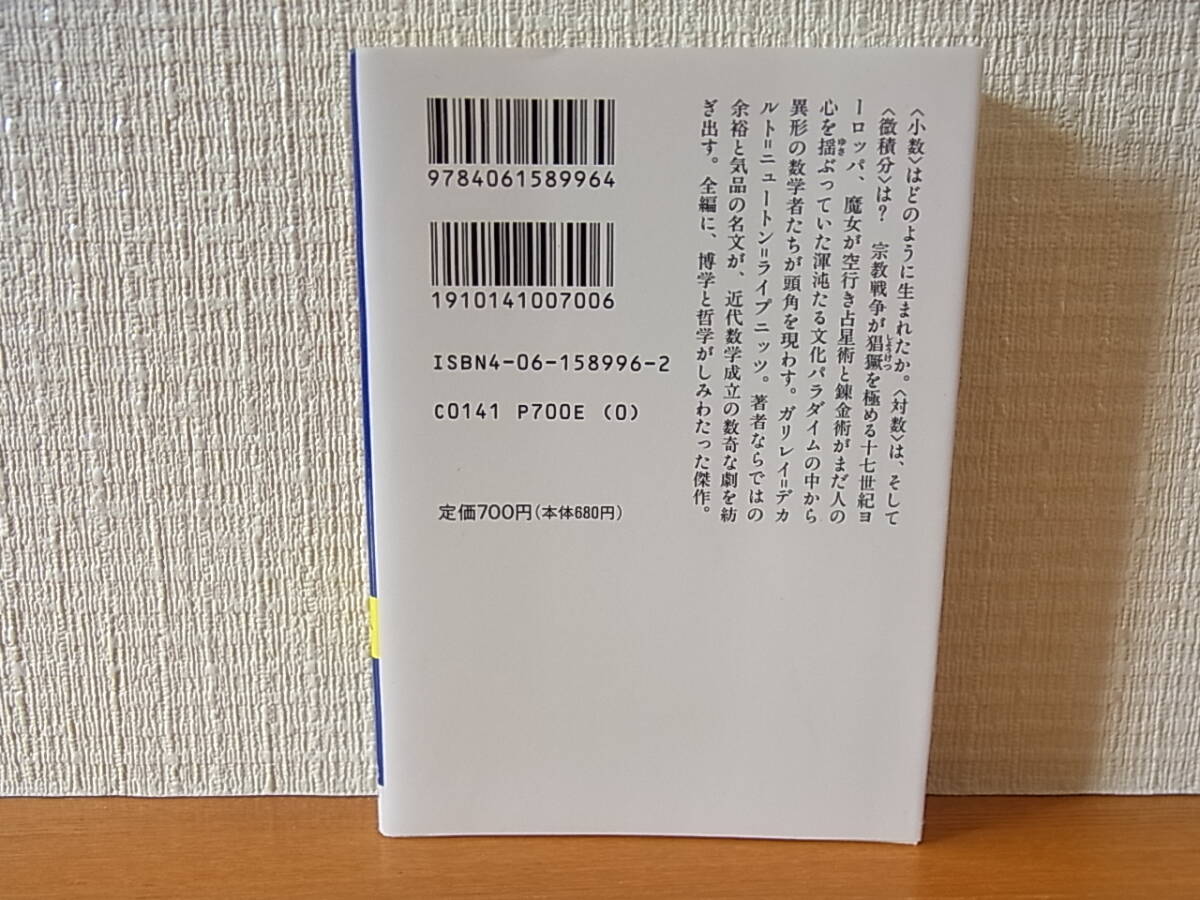 〈小数〉はどのように生まれたか。〈対数〉は、そして
〈微積分〉は? 宗教戦争が猖獗を極める十七世紀ヨ
しょうけつ
ーロッパ、魔女が空行き占星術と錬金術がまだ人の
心を揺ぶっていた渾沌たる文化パラダイムの中から
ゆさ
異形の数学者たちが頭角を現わす。ガリレイ=デカ
ルト=ニュートン=ライプニッツ。著者ならではの
余裕と気品の名文が、近代数学成立の数奇な劇を紡
ぎ出す。全編に、博学と哲学がしみわたった傑作。
9784061589964
1910141007006
ISBN4-06-158996-2
C0141 P700E (0)
定価700円(本体680円)